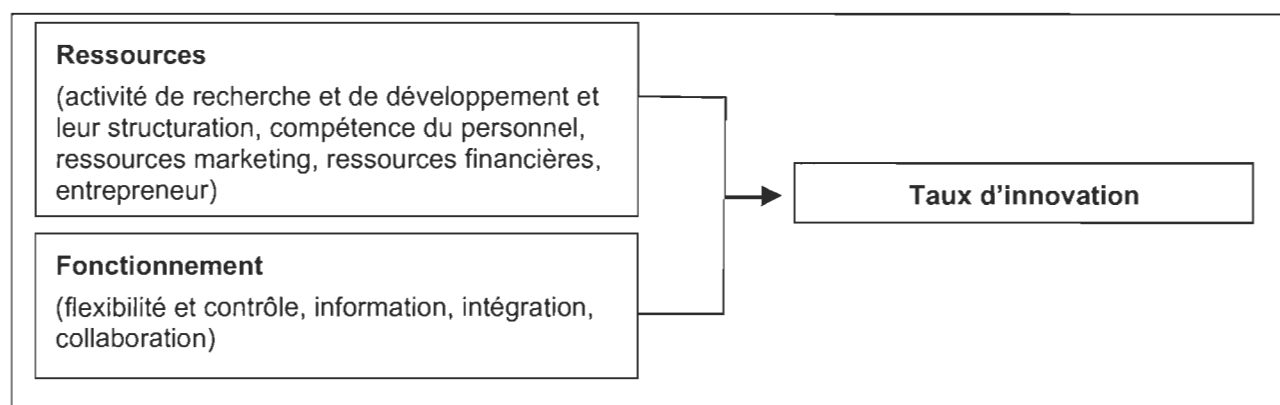 Ressources
(activité de recherche et de développement et
leur structuration, compétence du personnel,
ressources marketing, ressources financières,
entrepreneur)
Taux d'innovation
Fonctionnement
(flexibilité et contrôle, information, intégration,
collaboration)